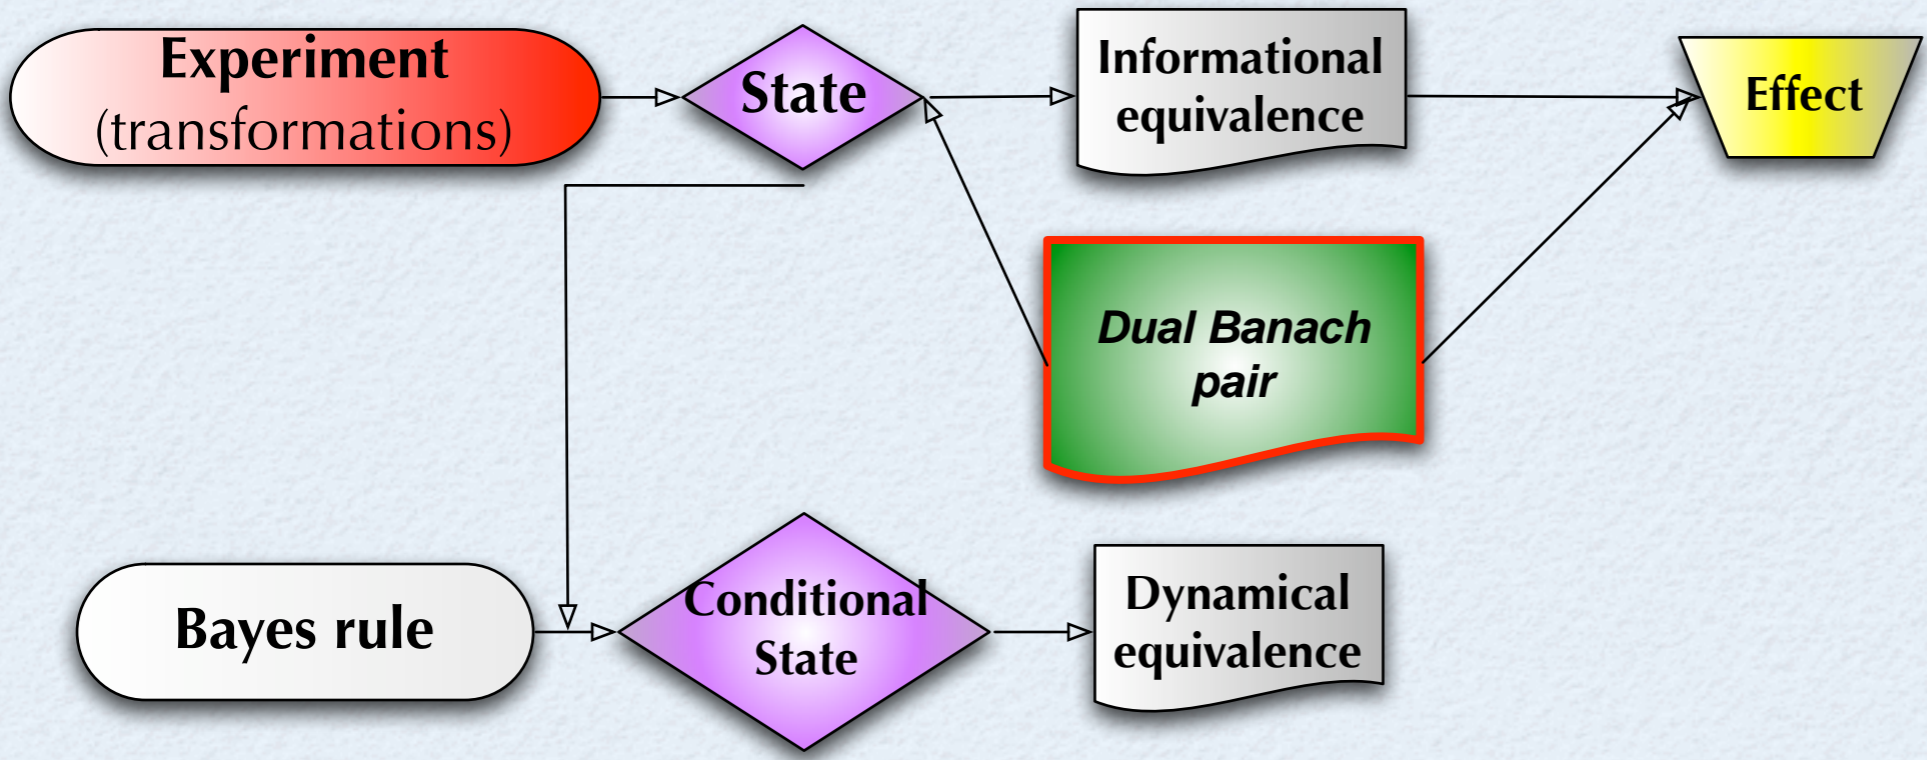 Experiment
(transformations)
State
Informational
equivalence
Effect
Dual Banach
pair
Bayes rule
Conditional
State
Dynamical
equivalence